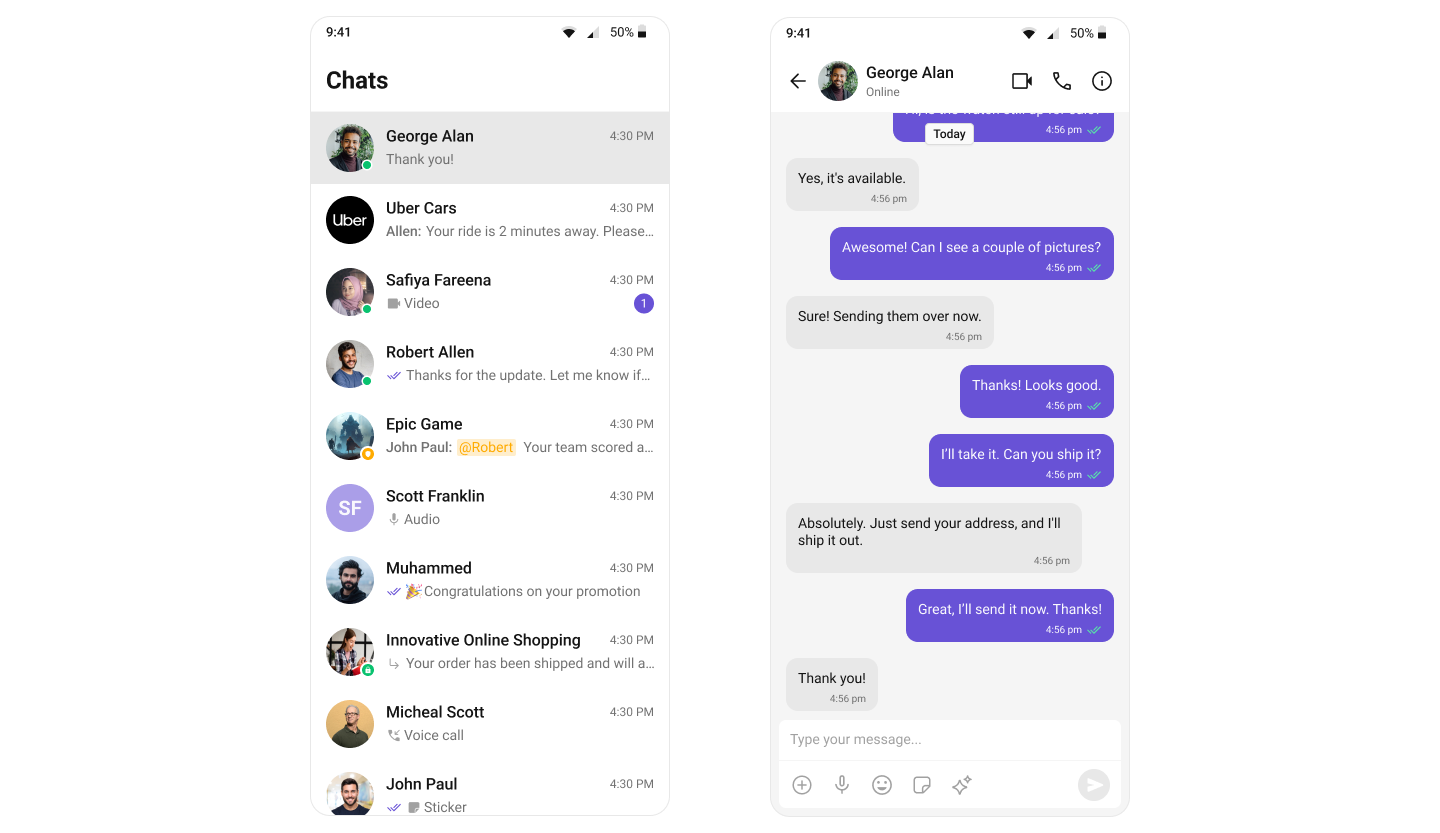 9:41
50%
Chats
George Alan
4:30 PM
Thank you!
Uber
Uber Cars
4:30 PM
Allen: Your ride is 2 minutes away. Please...
Safiya Fareena
4:30 PM
Video
1
Robert Allen
4:30 PM
Thanks for the update. Let me know if...
Epic Game
4:30 PM
John Paul: @Robert Your team scored a...
SF
Scott Franklin
4:30 PM
Audio
Muhammed
4:30 PM
🎉Congratulations on your promotion
Innovative Online Shopping
4:30 PM
Your order has been shipped and will a...
Micheal Scott
4:30 PM
Voice call
John Paul
4:30 PM
Sticker
9:41
50%
George Alan
Online
4:56 pm
Today
Yes, it's available.
4:56 pm
Awesome! Can I see a couple of pictures?
4:56 pm
Sure! Sending them over now.
4:56 pm
Thanks! Looks good.
4:56 pm
I’ll take it. Can you ship it?
4:56 pm
Absolutely. Just send your address, and I'll
ship it out.
4:56 pm
Great, I’ll send it now. Thanks!
4:56 pm
Thank you!
4:56 pm
Type your message...